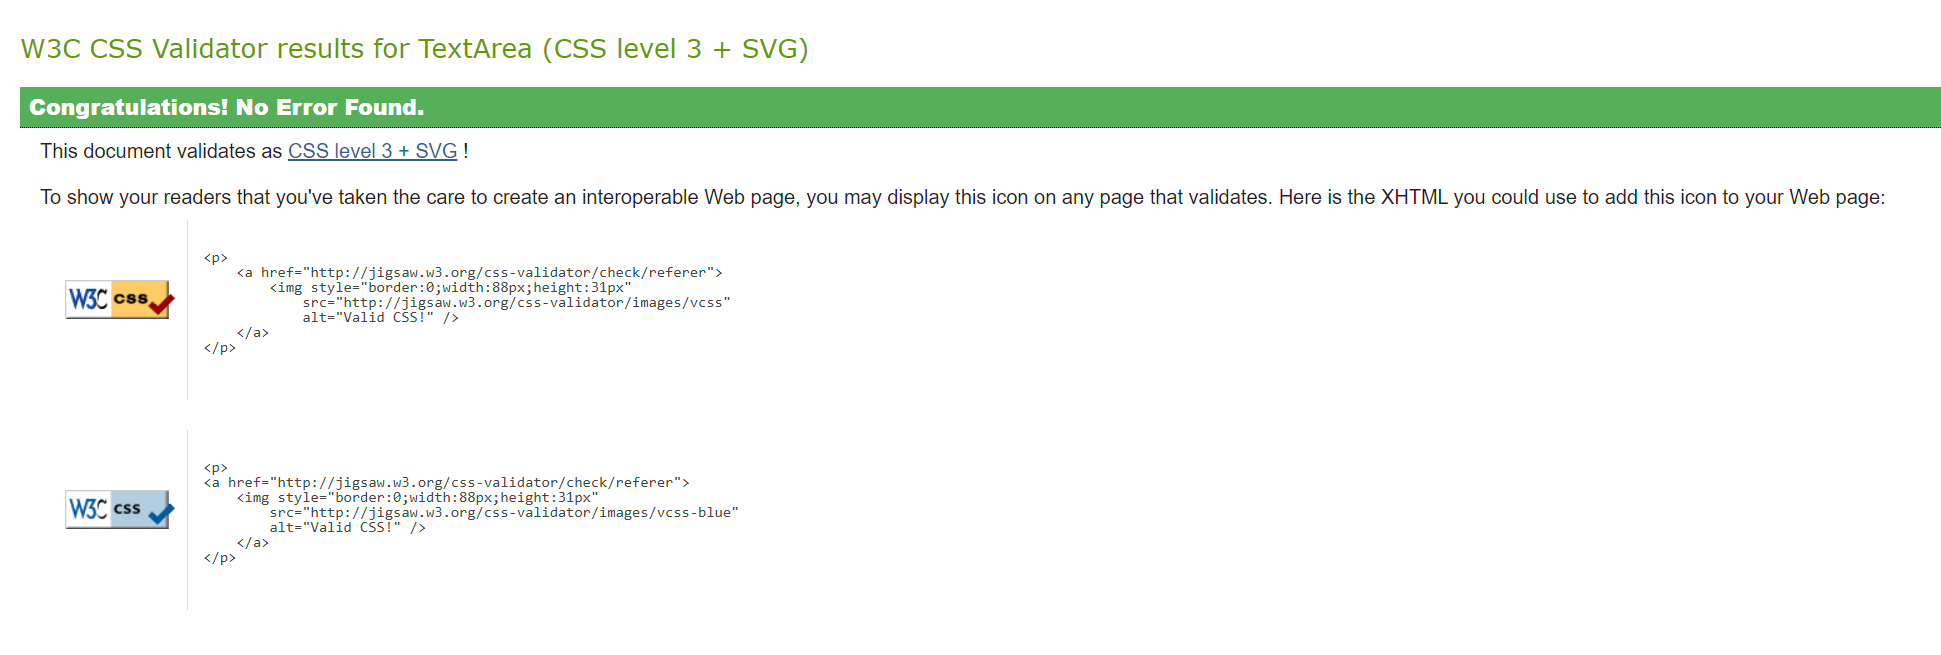 W3C CSS Validator results for TextArea (CSS level 3 + SVG)
Congratulations! No Error Found.
This document validates as CSS level 3 + SVG !
To show your readers that you've taken the care to create an interoperable Web page, you may display this icon on any page that validates. Here is the XHTML you could use to add this icon to your Web page:
W3C css
<p>
    <a href="http://jigsaw.w3.org/css-validator/check/referer">
        <img style="border:0;width:88px;height:31px"
            src="http://jigsaw.w3.org/css-validator/images/vcss"
            alt="Valid CSS!" />
    </a>
</p>
W3C css
<p>
<a href="http://jigsaw.w3.org/css-validator/check/referer">
    <img style="border:0;width:88px;height:31px"
        src="http://jigsaw.w3.org/css-validator/images/vcss-blue"
        alt="Valid CSS!" />
    </a>
</p>